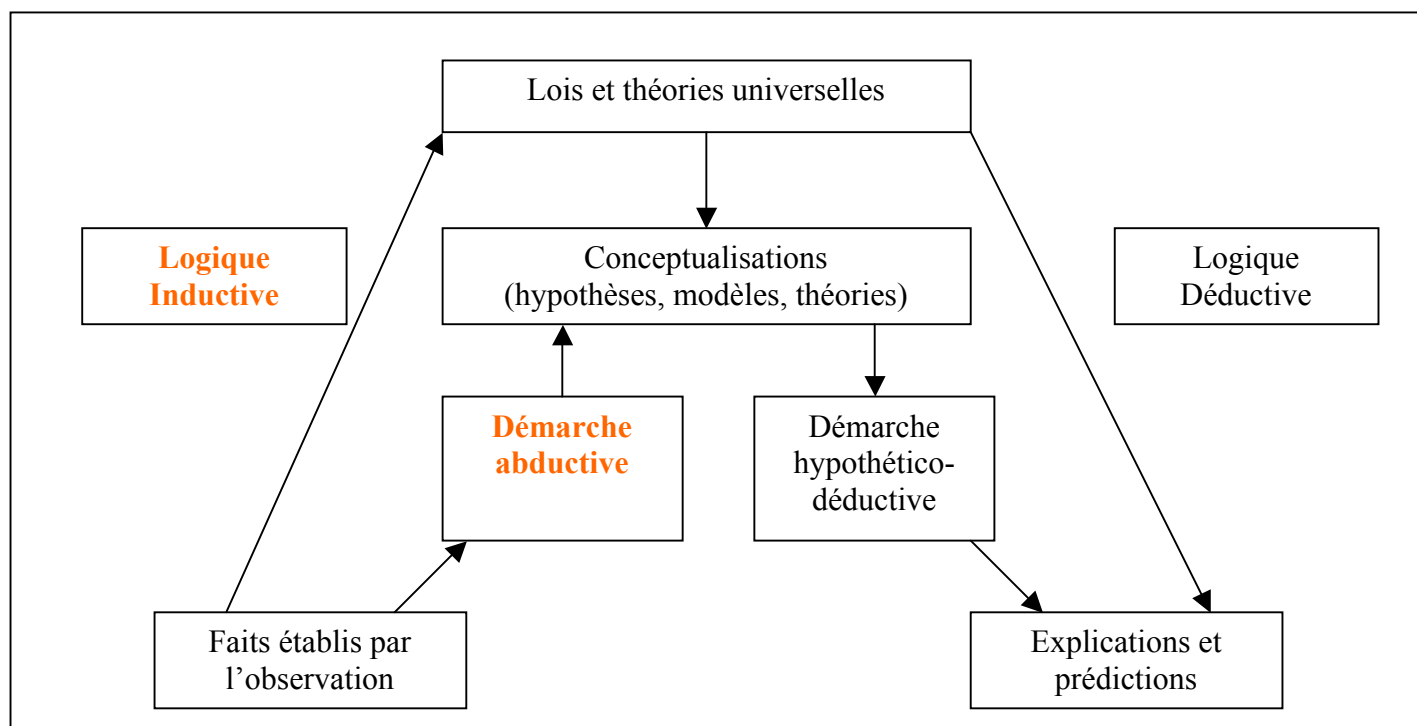 Lois et théories universelles
Logique
Inductive
Conceptualisations
(hypothèses, modèles, théories)
Logique
Déductive
Démarche
abductive
Démarche
hypothético-
déductive
Faits établis par
l’observation
Explications et
prédictions